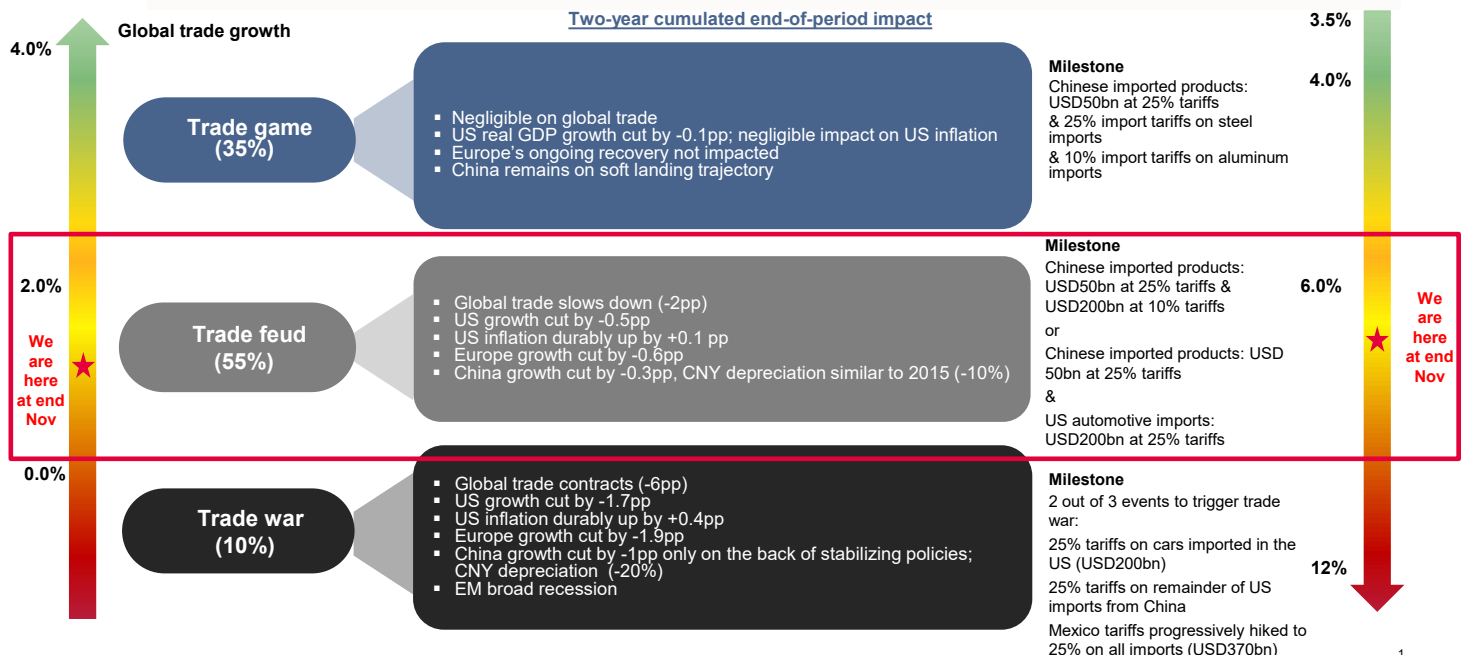 Two-year cumulated end-of-period impact
Global trade growth
4.0%
3.5%
4.0%
Trade game
(35%)
▪ Negligible on global trade
▪ US real GDP growth cut by -0.1pp; negligible impact on US inflation
▪ Europe's ongoing recovery not impacted
▪ China remains on soft landing trajectory
Milestone
Chinese imported products:
USD50bn at 25% tariffs
& 25% import tariffs on steel
imports
& 10% import tariffs on aluminum
imports
2.0%
We
are
here
at end
Nov
Trade feud
(55%)
▪ Global trade slows down (-2pp)
▪ US growth cut by -0.5pp
▪ US inflation durably up by +0.1 pp
▪ Europe growth cut by -0.6pp
▪ China growth cut by -0.3pp, CNY depreciation similar to 2015 (-10%)
Milestone
Chinese imported products:
USD50bn at 25% tariffs &
USD200bn at 10% tariffs
or
Chinese imported products: USD
50bn at 25% tariffs
&
US automotive imports:
USD200bn at 25% tariffs
6.0%
We
are
here
at end
Nov
0.0%
Trade war
(10%)
▪ Global trade contracts (-6pp)
▪ US growth cut by -1.7pp
▪ US inflation durably up by +0.4pp
▪ Europe growth cut by -1.9pp
▪ China growth cut by -1pp only on the back of stabilizing policies;
CNY depreciation (-20%)
▪ EM broad recession
Milestone
2 out of 3 events to trigger trade
war:
25% tariffs on cars imported in the
US (USD200bn)
25% tariffs on remainder of US
imports from China
Mexico tariffs progressively hiked to
25% on all imports (USD370bn)
12%
1